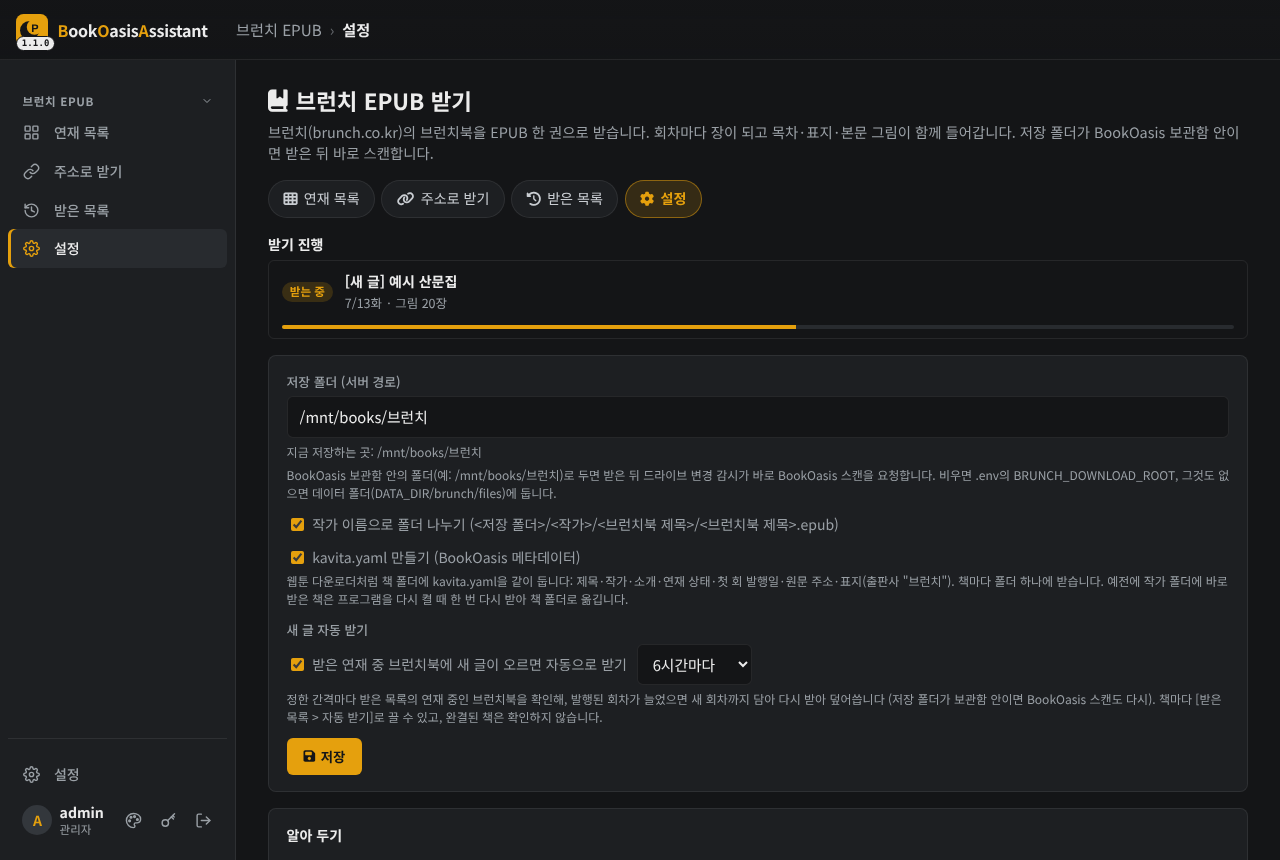 P
1.1.0
BookOasisAssistant
브런치 EPUB › 설정
브런치 EPUB
연재 목록
주소로 받기
받은 목록
설정
설정
A
admin
관리자
브런치 EPUB 받기
브런치(brunch.co.kr)의 브런치북을 EPUB 한 권으로 받습니다. 회차마다 장이 되고 목차·표지·본문 그림이 함께 들어갑니다. 저장 폴더가 BookOasis 보관함 안이
면 받은 뒤 바로 스캔합니다.
연재 목록
주소로 받기
받은 목록
설정
받기 진행
받는 중
[새 글] 예시 산문집
7/13화 · 그림 20장
저장 폴더 (서버 경로)
/mnt/books/브런치
지금 저장하는 곳: /mnt/books/브런치
BookOasis 보관함 안의 폴더(예: /mnt/books/브런치)로 두면 받은 뒤 드라이브 변경 감시가 바로 BookOasis 스캔을 요청합니다. 비우면 .env의 BRUNCH_DOWNLOAD_ROOT, 그것도 없
으면 데이터 폴더(DATA_DIR/brunch/files)에 둡니다.
작가 이름으로 폴더 나누기 (<저장 폴더>/<작가>/<브런치북 제목>/<브런치북 제목>.epub)
kavita.yaml 만들기 (BookOasis 메타데이터)
웹툰 다운로더처럼 책 폴더에 kavita.yaml을 같이 둡니다: 제목·작가·소개·연재 상태·첫 회 발행일·원문 주소·표지(출판사 "브런치"). 책마다 폴더 하나에 받습니다. 예전에 작가 폴더에 바로
받은 책은 프로그램을 다시 켤 때 한 번 다시 받아 책 폴더로 옮깁니다.
새 글 자동 받기
받은 연재 중 브런치북에 새 글이 오르면 자동으로 받기
6시간마다
정한 간격마다 받은 목록의 연재 중인 브런치북을 확인해, 발행된 회차가 늘었으면 새 회차까지 담아 다시 받아 덮어씁니다 (저장 폴더가 보관함 안이면 BookOasis 스캔도 다시). 책마다 [받은
목록 > 자동 받기]로 끌 수 있고, 완결된 책은 확인하지 않습니다.
저장
알아 두기